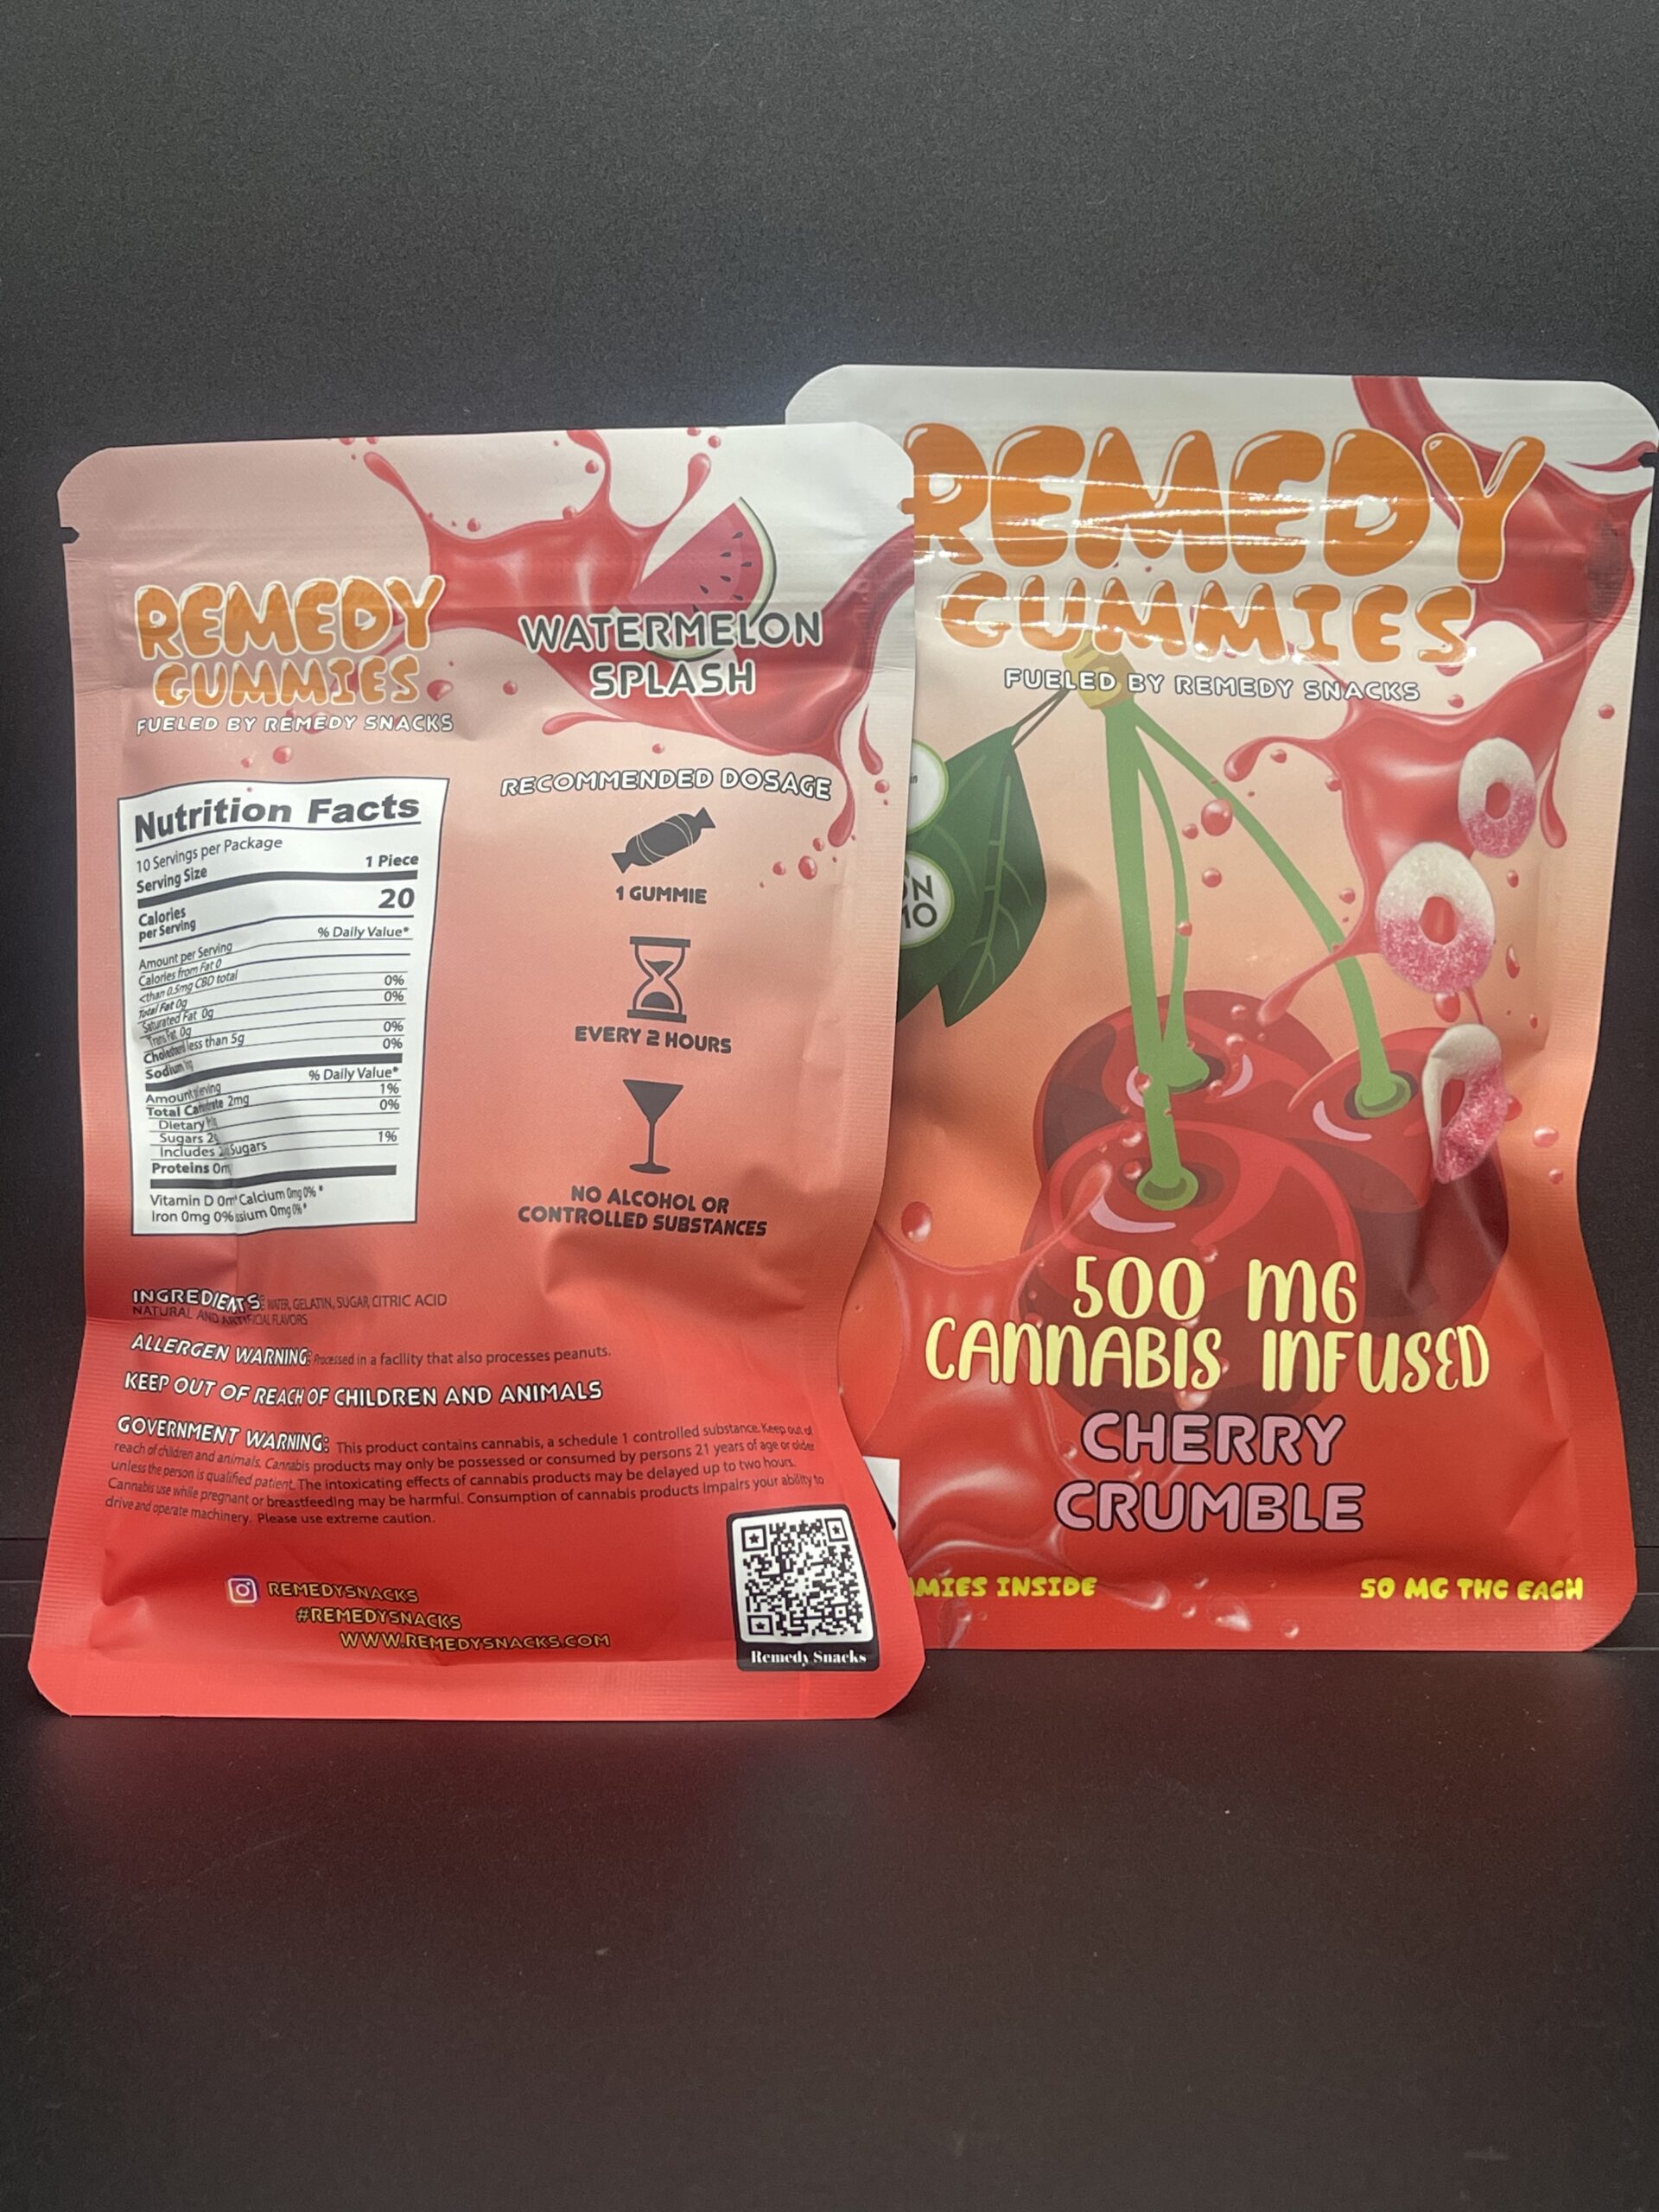 REMEDY
GUMMIES
FUELED BY REMEDY SNACKS
WATERMELON
SPLASH
Nutrition Facts
10 Servings per Package
Serving Size 1 Piece
Calories
per Serving 20
% Daily Value*
Amount per Serving
Calories from Fat 0
<than 0.5mg CBD total
Total Fat 0g 0%
Saturated Fat 0g 0%
Trans Fat 0g
Cholesterol less than 5g 0%
Sodium 0%
% Daily Value*
Amount
Total 2mg 1%
Dietary 0%
Sugars
Includes Sugars 1%
Proteins
Vitamin D Calcium 0mg 0% *
Iron 0mg 0% 0mg 0% *
RECOMMENDED DOSAGE
1 GUMMIE
EVERY 2 HOURS
NO ALCOHOL OR
CONTROLLED SUBSTANCES
INGREDIENTS: WATER, GELATIN, SUGAR, CITRIC ACID
NATURAL AND ARTIFICIAL FLAVORS
ALLERGEN WARNING: Processed in a facility that also processes peanuts.
KEEP OUT OF REACH OF CHILDREN AND ANIMALS
GOVERNMENT WARNING: This product contains cannabis, a schedule 1 controlled substance. Keep out of
reach of children and animals. Cannabis products may only be possessed or consumed by persons 21 years of age or older
unless the person is qualified patient. The intoxicating effects of cannabis products may be delayed up to two hours.
Cannabis use while pregnant or breastfeeding may be harmful. Consumption of cannabis products impairs your ability to
drive and operate machinery. Please use extreme caution.
REMEDYSNACKS
#REMEDYSNACKS
WWW.REMEDYSNACKS.COM
Remedy Snacks
REMEDY
GUMMIES
FUELED BY REMEDY SNACKS
500 MG
CANNABIS INFUSED
CHERRY
CRUMBLE
MIES INSIDE
50 MG THC EACH